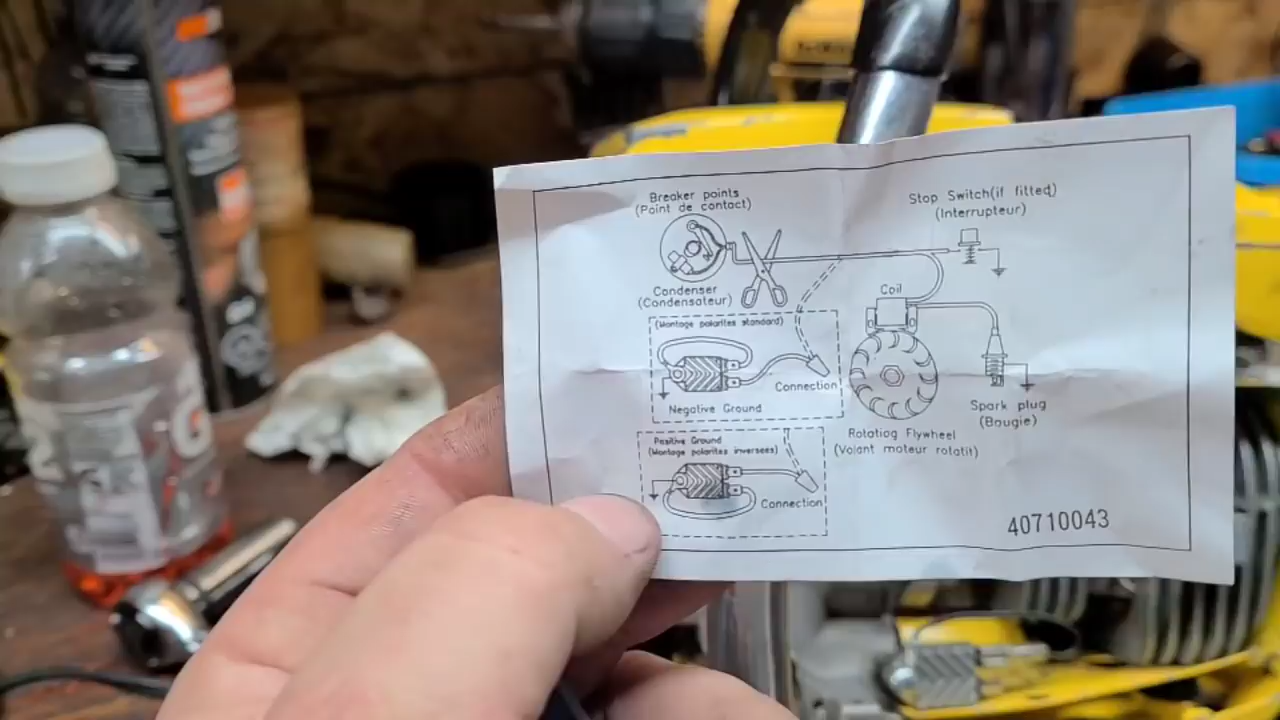 Breaker points
(Point de contact)
Stop Switch(if fitted)
(Interrupteur)
Condenser
(Condensateur)
Coil
(Montage polarites standard)
Connection
Negative Ground
Spark plug
(Bougie)
Rotatiog Flywheel
(Volant moteur rotatit)
Positive Ground
(Montage polarites inversees)
Connection
40710043
G